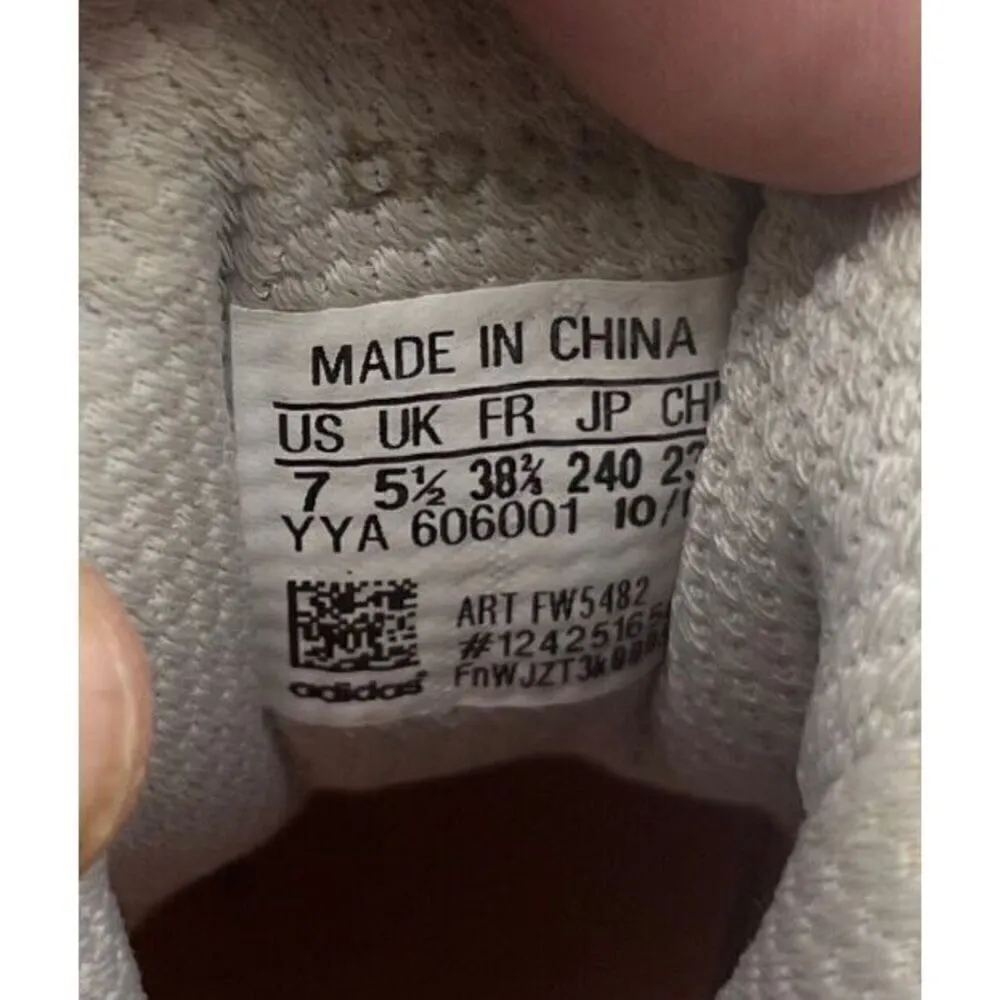 MADE IN CHINA
US UK FR JP
7 5½ 38⅔ 240
YYA 606001
ART FW5482
adidas